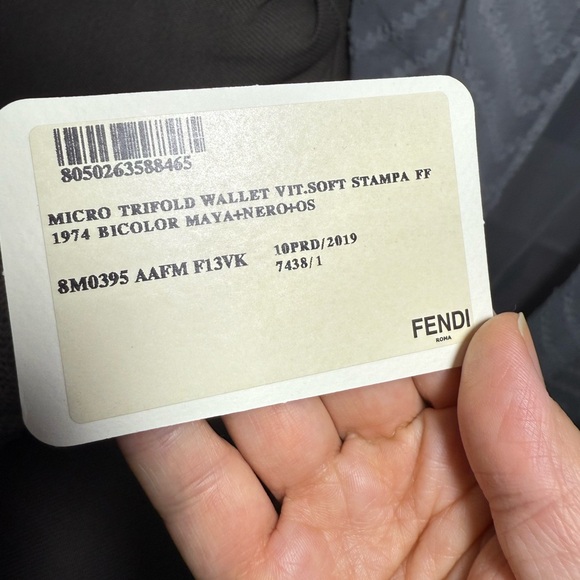 8050263588465
MICRO TRIFOLD WALLET VIT.SOFT STAMPA FF
1974 BICOLOR MAYA+NERO+OS
8M0395 AAFM F13VK
10PRD/2019
7438/1
FENDI
ROMA